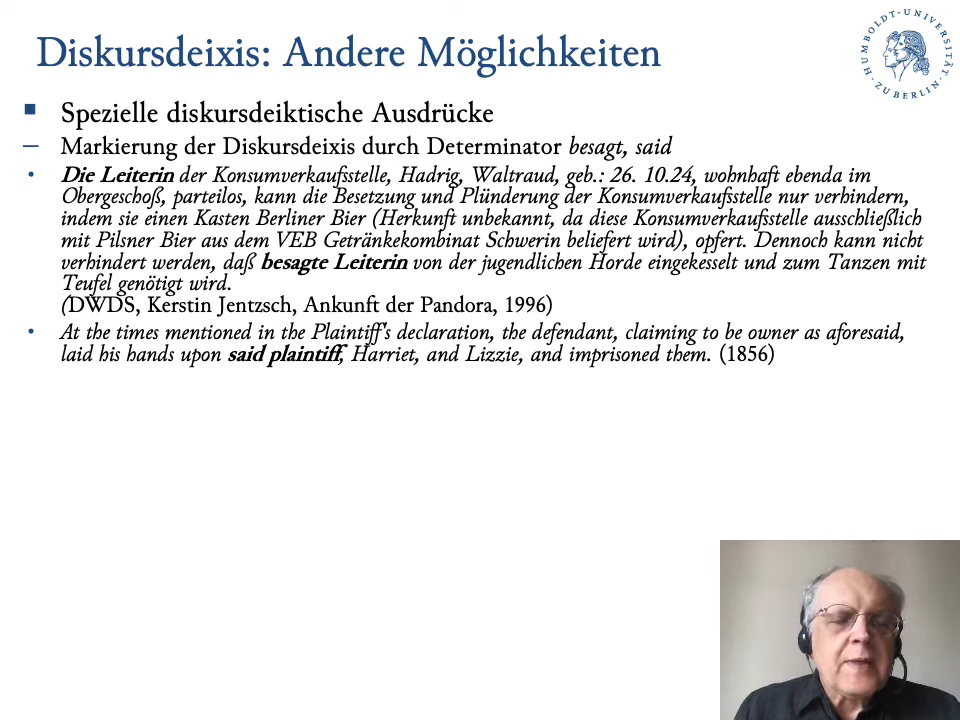 Diskursdeixis: Andere Möglichkeiten
HUMBOLDT-UNIVERSITÄT
ZU BERLIN
Spezielle diskursdeiktische Ausdrücke
– Markierung der Diskursdeixis durch Determinator besagt, said
• Die Leiterin der Konsumverkaufsstelle, Hadrig, Waltraud, geb.: 26. 10.24, wohnhaft ebenda im
Obergeschoß, parteilos, kann die Besetzung und Plünderung der Konsumverkaufsstelle nur verhindern,
indem sie einen Kasten Berliner Bier (Herkunft unbekannt, da diese Konsumverkaufsstelle ausschließlich
mit Pilsner Bier aus dem VEB Getränkekombinat Schwerin beliefert wird), opfert. Dennoch kann nicht
verhindert werden, daß besagte Leiterin von der jugendlichen Horde eingekesselt und zum Tanzen mit
Teufel genötigt wird.
(DWDS, Kerstin Jentzsch, Ankunft der Pandora, 1996)
• At the times mentioned in the Plaintiff's declaration, the defendant, claiming to be owner as aforesaid,
laid his hands upon said plaintiff, Harriet, and Lizzie, and imprisoned them. (1856)